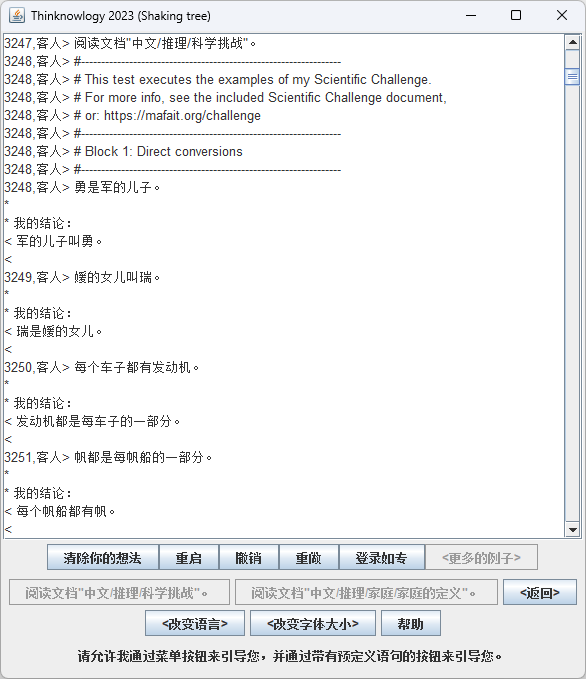 Thinknowlogy 2023 (Shaking tree)
3247,客人> 阅读文档"中文/推理/科学挑战"。
3248,客人> #----------------------------------------------------------------
3248,客人> # This test executes the examples of my Scientific Challenge.
3248,客人> # For more info, see the included Scientific Challenge document,
3248,客人> # or: https://mafait.org/challenge
3248,客人> #----------------------------------------------------------------
3248,客人> # Block 1: Direct conversions
3248,客人> #----------------------------------------------------------------
3248,客人> 勇是军的儿子。
*
* 我的结论：
< 军的儿子叫勇。
<
3249,客人> 媛的女儿叫瑞。
*
* 我的结论：
< 瑞是媛的女儿。
<
3250,客人> 每个车子都有发动机。
*
* 我的结论：
< 发动机都是每车子的一部分。
<
3251,客人> 帆都是每帆船的一部分。
*
* 我的结论：
< 每个帆船都有帆。
<
清除你的想法 重启 撤销 重做 登录如专 <更多的例子>
阅读文档"中文/推理/科学挑战"。 阅读文档"中文/推理/家庭/家庭的定义"。 <返回>
<改变语言> <改变字体大小> 帮助
请允许我通过菜单按钮来引导您，并通过带有预定义语句的按钮来引导您。